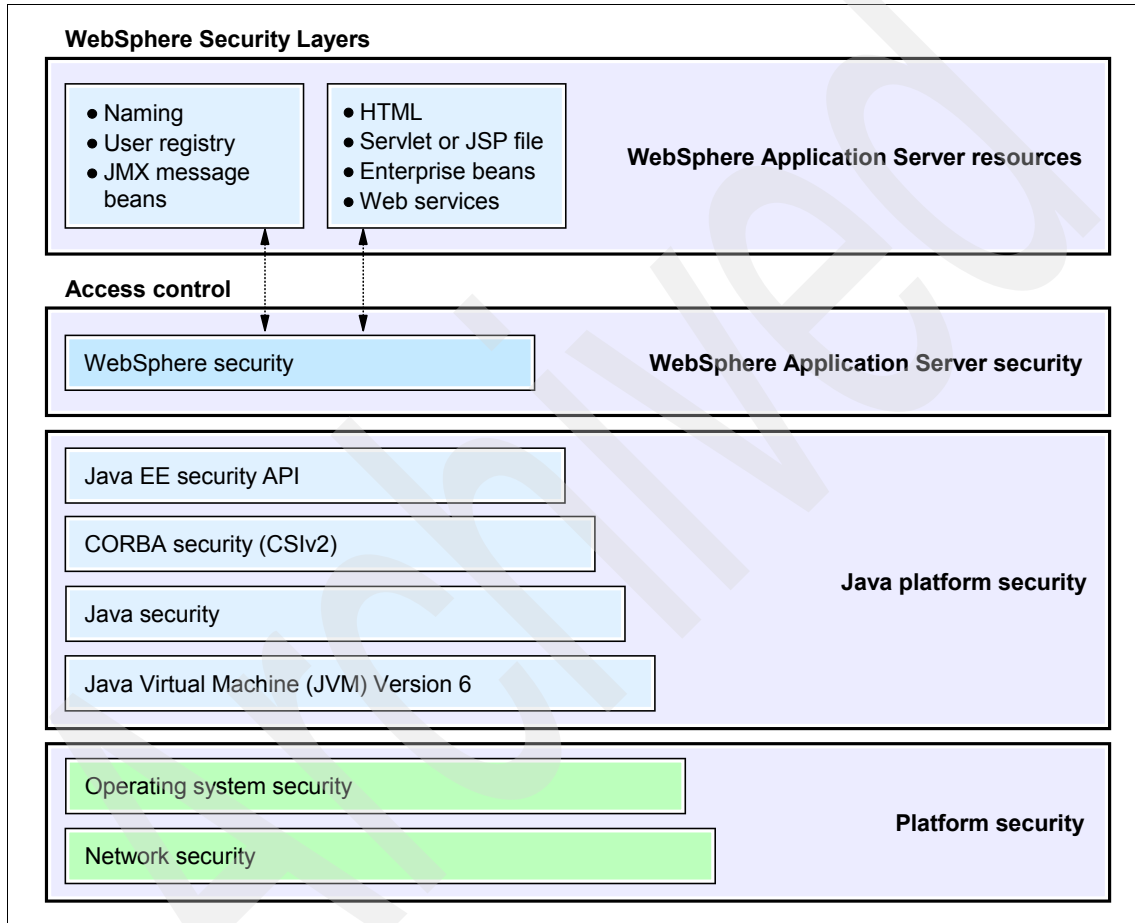 WebSphere Security Layers
● Naming
● User registry
● JMX message
beans
● HTML
● Servlet or JSP file
● Enterprise beans
● Web services
WebSphere Application Server resources
Access control
WebSphere security
WebSphere Application Server security
Java EE security API
CORBA security (CSIv2)
Java security
Java Virtual Machine (JVM) Version 6
Java platform security
Operating system security
Network security
Platform security
Archived